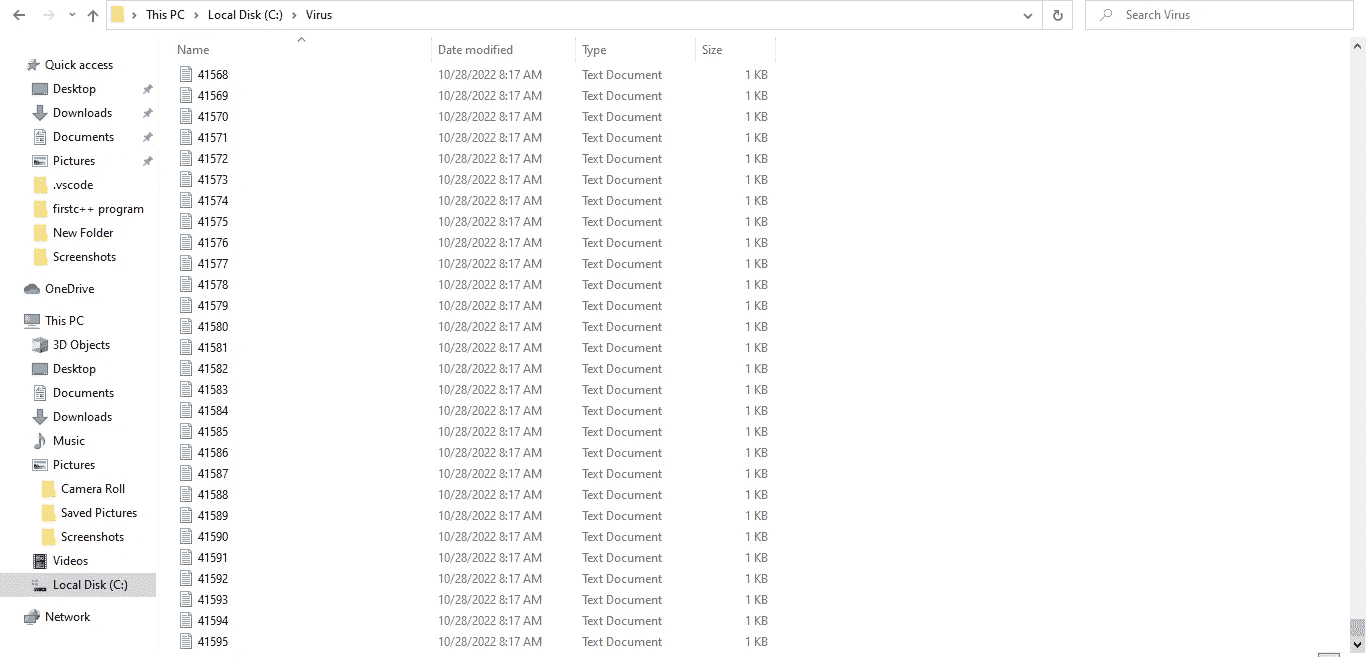 This PC > Local Disk (C:) > Virus
Search Virus
Name Date modified Type Size
Quick access
Desktop
Downloads
Documents
Pictures
.vscode
firstc++ program
New Folder
Screenshots
OneDrive
This PC
3D Objects
Desktop
Documents
Downloads
Music
Pictures
Camera Roll
Saved Pictures
Screenshots
Videos
Local Disk (C:)
Network
41568 10/28/2022 8:17 AM Text Document 1 KB
41569 10/28/2022 8:17 AM Text Document 1 KB
41570 10/28/2022 8:17 AM Text Document 1 KB
41571 10/28/2022 8:17 AM Text Document 1 KB
41572 10/28/2022 8:17 AM Text Document 1 KB
41573 10/28/2022 8:17 AM Text Document 1 KB
41574 10/28/2022 8:17 AM Text Document 1 KB
41575 10/28/2022 8:17 AM Text Document 1 KB
41576 10/28/2022 8:17 AM Text Document 1 KB
41577 10/28/2022 8:17 AM Text Document 1 KB
41578 10/28/2022 8:17 AM Text Document 1 KB
41579 10/28/2022 8:17 AM Text Document 1 KB
41580 10/28/2022 8:17 AM Text Document 1 KB
41581 10/28/2022 8:17 AM Text Document 1 KB
41582 10/28/2022 8:17 AM Text Document 1 KB
41583 10/28/2022 8:17 AM Text Document 1 KB
41584 10/28/2022 8:17 AM Text Document 1 KB
41585 10/28/2022 8:17 AM Text Document 1 KB
41586 10/28/2022 8:17 AM Text Document 1 KB
41587 10/28/2022 8:17 AM Text Document 1 KB
41588 10/28/2022 8:17 AM Text Document 1 KB
41589 10/28/2022 8:17 AM Text Document 1 KB
41590 10/28/2022 8:17 AM Text Document 1 KB
41591 10/28/2022 8:17 AM Text Document 1 KB
41592 10/28/2022 8:17 AM Text Document 1 KB
41593 10/28/2022 8:17 AM Text Document 1 KB
41594 10/28/2022 8:17 AM Text Document 1 KB
41595 10/28/2022 8:17 AM Text Document 1 KB